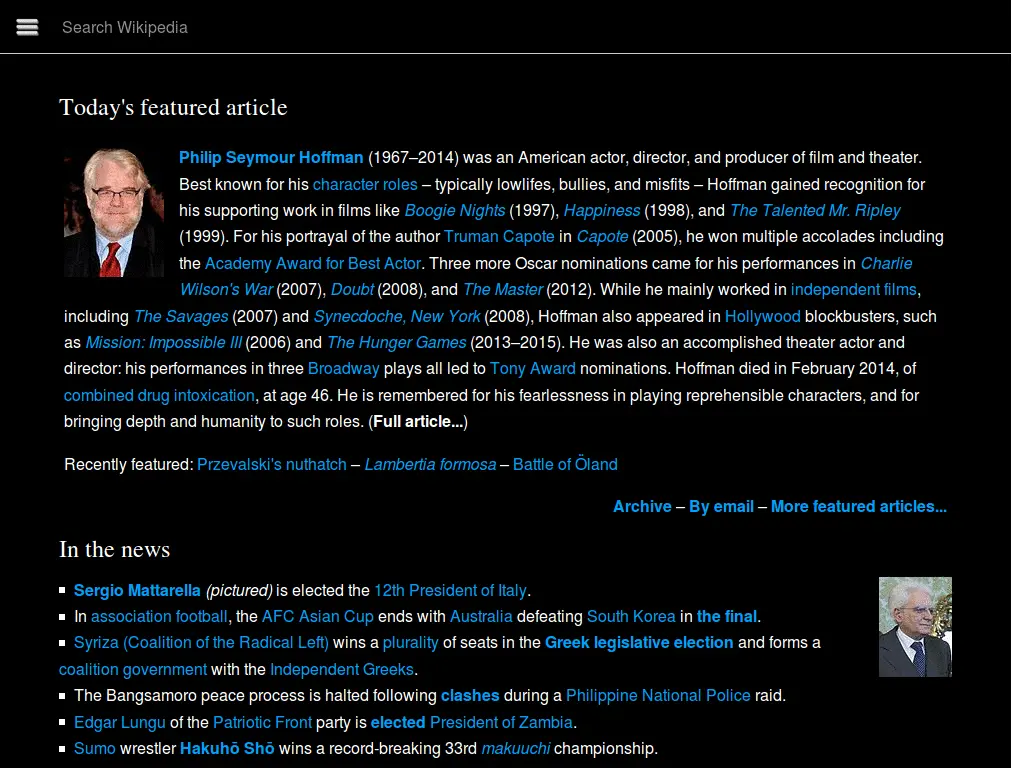 Search Wikipedia
Today's featured article
Philip Seymour Hoffman (1967–2014) was an American actor, director, and producer of film and theater.
Best known for his character roles – typically lowlifes, bullies, and misfits – Hoffman gained recognition for
his supporting work in films like Boogie Nights (1997), Happiness (1998), and The Talented Mr. Ripley
(1999). For his portrayal of the author Truman Capote in Capote (2005), he won multiple accolades including
the Academy Award for Best Actor. Three more Oscar nominations came for his performances in Charlie
Wilson's War (2007), Doubt (2008), and The Master (2012). While he mainly worked in independent films,
including The Savages (2007) and Synecdoche, New York (2008), Hoffman also appeared in Hollywood blockbusters, such
as Mission: Impossible III (2006) and The Hunger Games (2013–2015). He was also an accomplished theater actor and
director: his performances in three Broadway plays all led to Tony Award nominations. Hoffman died in February 2014, of
combined drug intoxication, at age 46. He is remembered for his fearlessness in playing reprehensible characters, and for
bringing depth and humanity to such roles. (Full article...)
Recently featured: Przevalski's nuthatch – Lambertia formosa – Battle of Öland
Archive – By email – More featured articles...
In the news
Sergio Mattarella (pictured) is elected the 12th President of Italy.
In association football, the AFC Asian Cup ends with Australia defeating South Korea in the final.
Syriza (Coalition of the Radical Left) wins a plurality of seats in the Greek legislative election and forms a
coalition government with the Independent Greeks.
The Bangsamoro peace process is halted following clashes during a Philippine National Police raid.
Edgar Lungu of the Patriotic Front party is elected President of Zambia.
Sumo wrestler Hakuhō Shō wins a record-breaking 33rd makuuchi championship.